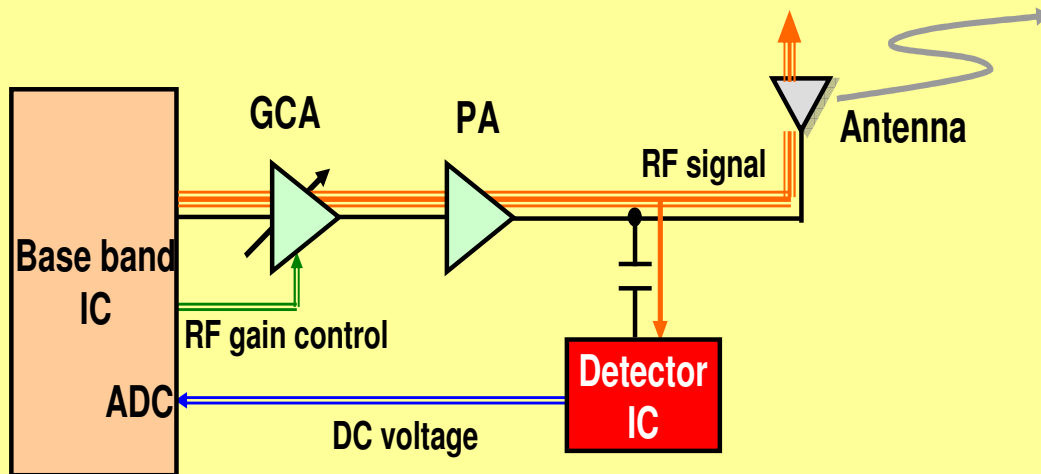 GCA
PA
Antenna
RF signal
Base band
IC
RF gain control
Detector
IC
ADC
DC voltage